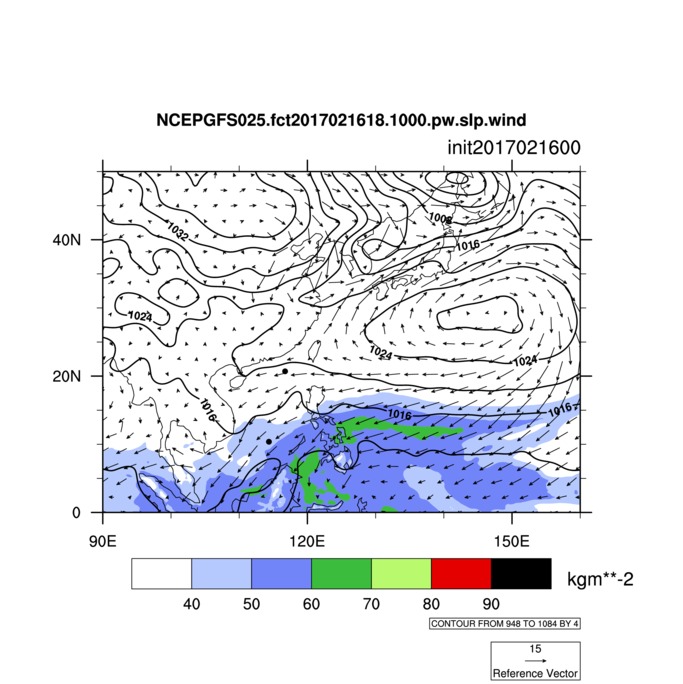 NCEPGFS025.fct2017021618.1000.pw.slp.wind
init2017021600
1008
1032
40N
1016
1024
1024
1024
20N
1016
1016
1016
0
90E
120E
150E
kgm**-2
40
50
60
70
80
90
CONTOUR FROM 948 TO 1084 BY 4
15
Reference Vector